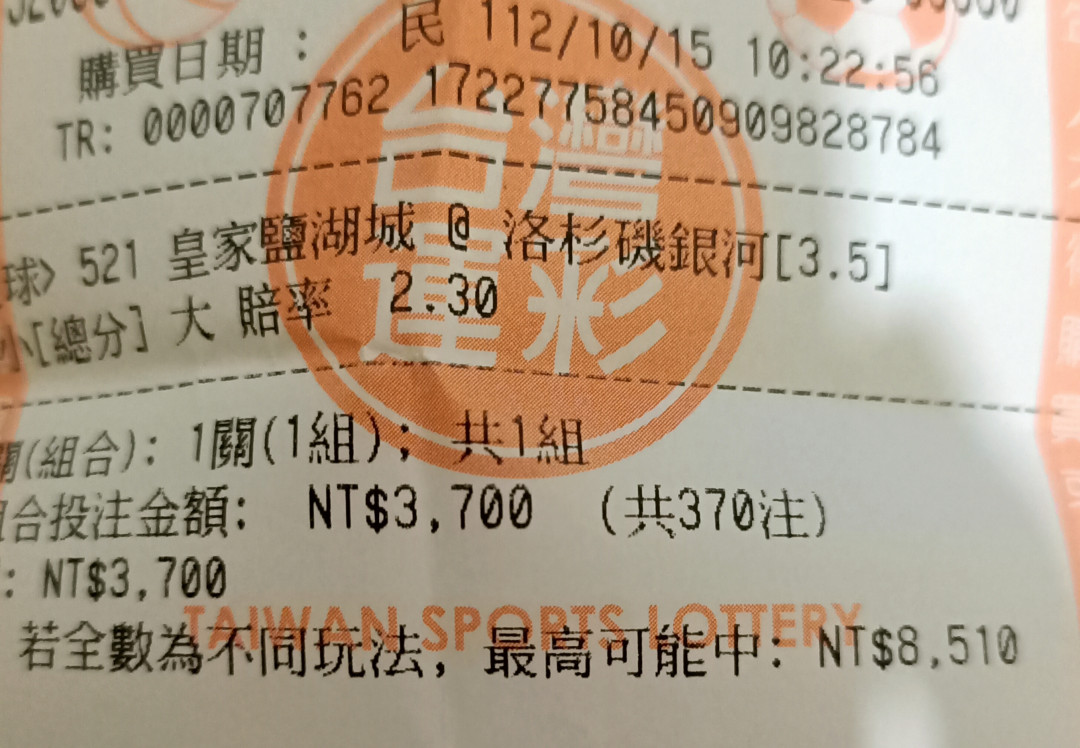 購買日期： 民 112/10/15 10:22:56
TR: 0000707762 17227758450909828784
台灣
運彩
球〉 521 皇家鹽湖城 @ 洛杉磯銀河[3.5]
小[總分] 大 賠率 2.30
關(組合): 1關(1組); 共1組
組合投注金額: NT$3,700 (共370注)
: NT$3,700
TAIWAN SPORTS LOTTERY
若全數為不同玩法, 最高可能中: NT$8,510